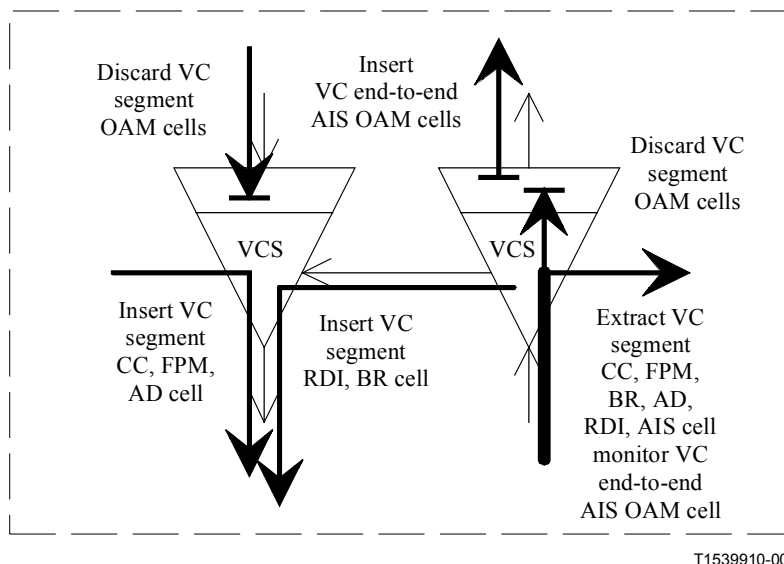 Discard VC
segment
OAM cells
Insert
VC end-to-end
AIS OAM cells
Discard VC
segment
OAM cells
VCS
VCS
Insert VC
segment
CC, FPM,
AD cell
Insert VC
segment
RDI, BR cell
Extract VC
segment
CC, FPM,
BR, AD,
RDI, AIS cell
monitor VC
end-to-end
AIS OAM cell
T1539910-00